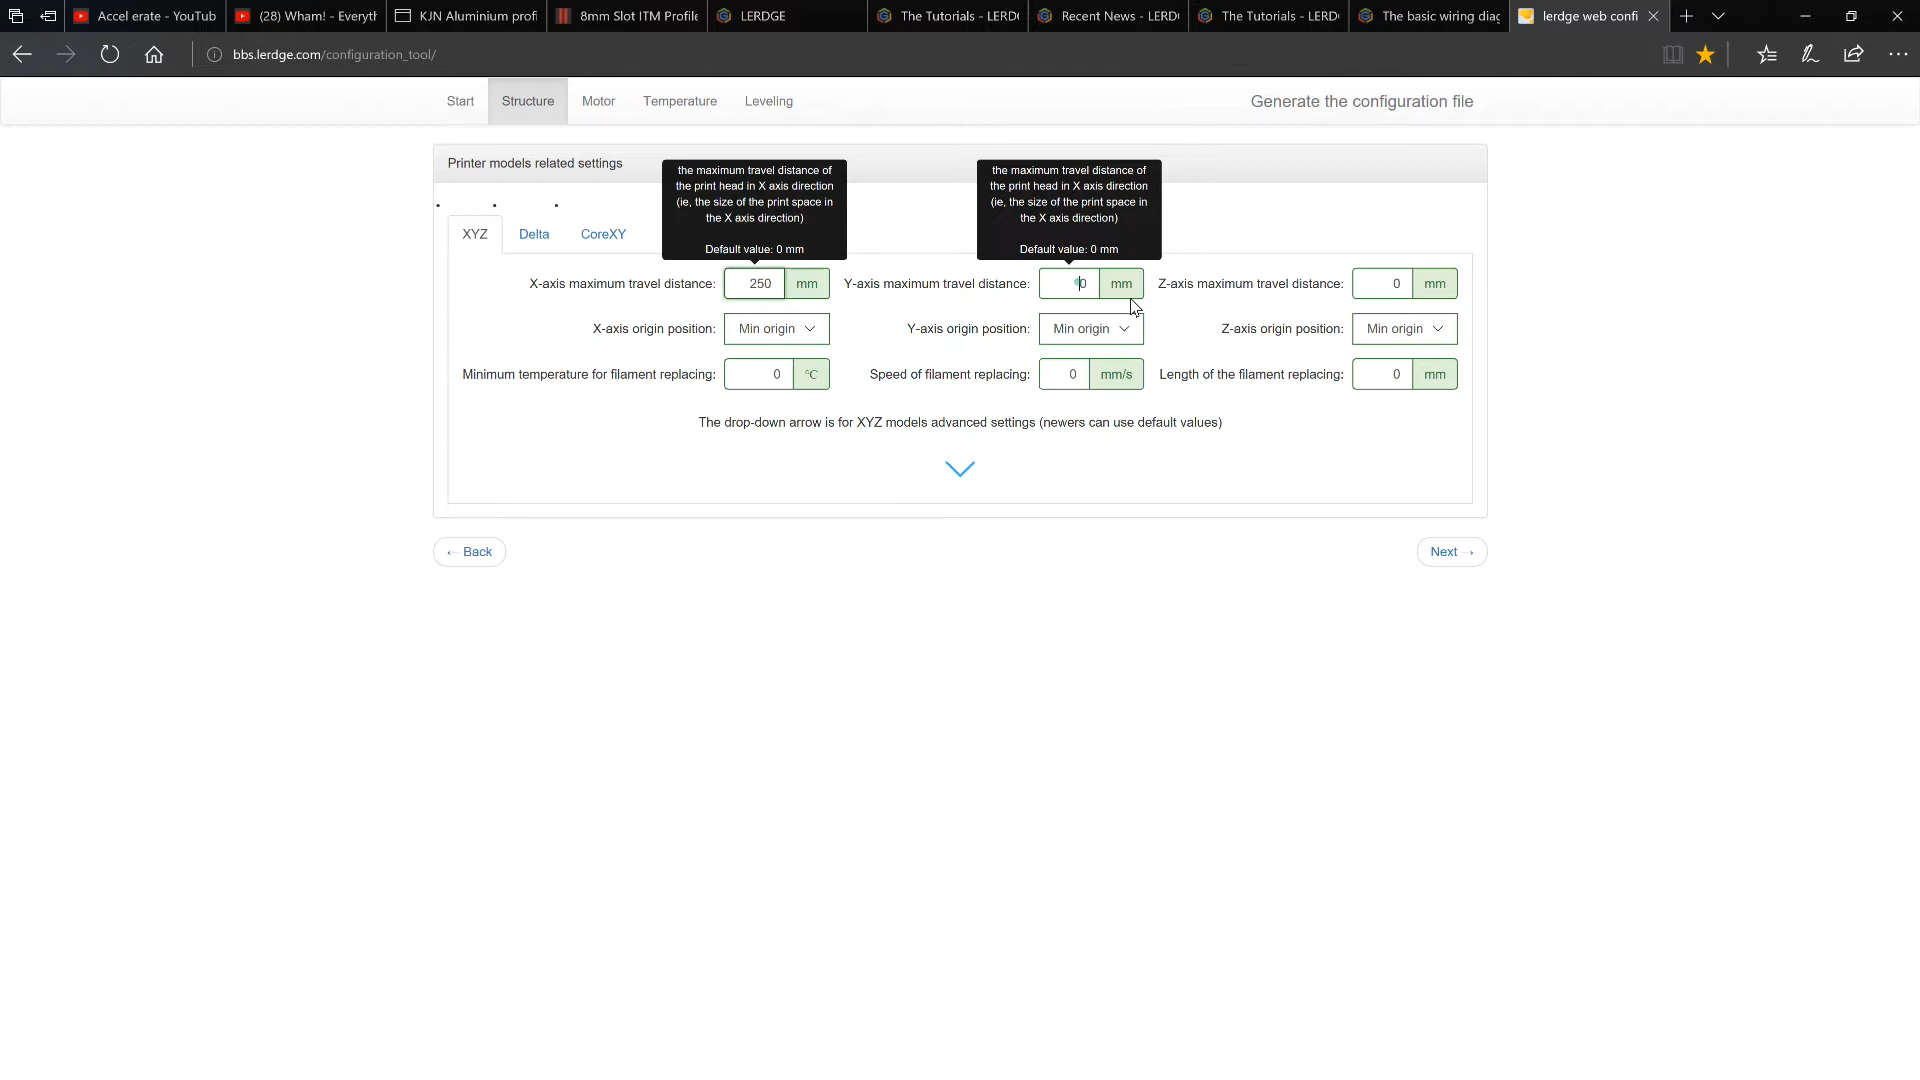 Accel erate - YouTub
(28) Wham! - Everyth
KJN Aluminium profi
8mm Slot ITM Profile
LERDGE
The Tutorials - LERD
Recent News - LERD
The Tutorials - LERD
The basic wiring diag
lerdge web confi
bbs.lerdge.com/configuration_tool/
Start
Structure
Motor
Temperature
Leveling
Generate the configuration file
Printer models related settings
the maximum travel distance of
the print head in X axis direction
(ie, the size of the print space in
the X axis direction)
Default value: 0 mm
the maximum travel distance of
the print head in X axis direction
(ie, the size of the print space in
the X axis direction)
Default value: 0 mm
XYZ
Delta
CoreXY
X-axis maximum travel distance: 250 mm
Y-axis maximum travel distance: 0 mm
Z-axis maximum travel distance: 0 mm
X-axis origin position: Min origin
Y-axis origin position: Min origin
Z-axis origin position: Min origin
Minimum temperature for filament replacing: 0 °C
Speed of filament replacing: 0 mm/s
Length of the filament replacing: 0 mm
The drop-down arrow is for XYZ models advanced settings (newers can use default values)
← Back
Next →